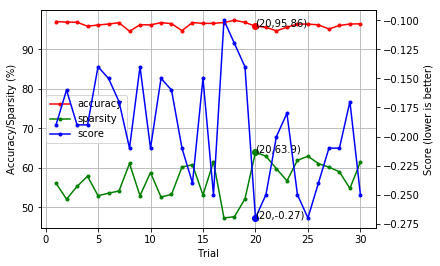 Accuracy/Sparsity (%)
90
80
70
60
50
accuracy
sparsity
score
(20,95.86)
(20,63.9)
(20,-0.27)
-0.100
-0.125
-0.150
-0.175
-0.200
-0.225
-0.250
-0.275
Score (lower is better)
0 5 10 15 20 25 30
Trial